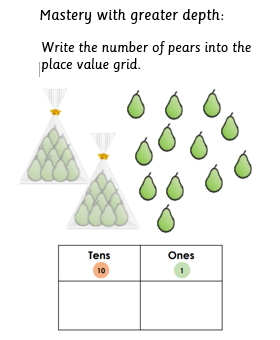 Mastery with greater depth:
Write the number of pears into the
place value grid.
Tens Ones
10 1